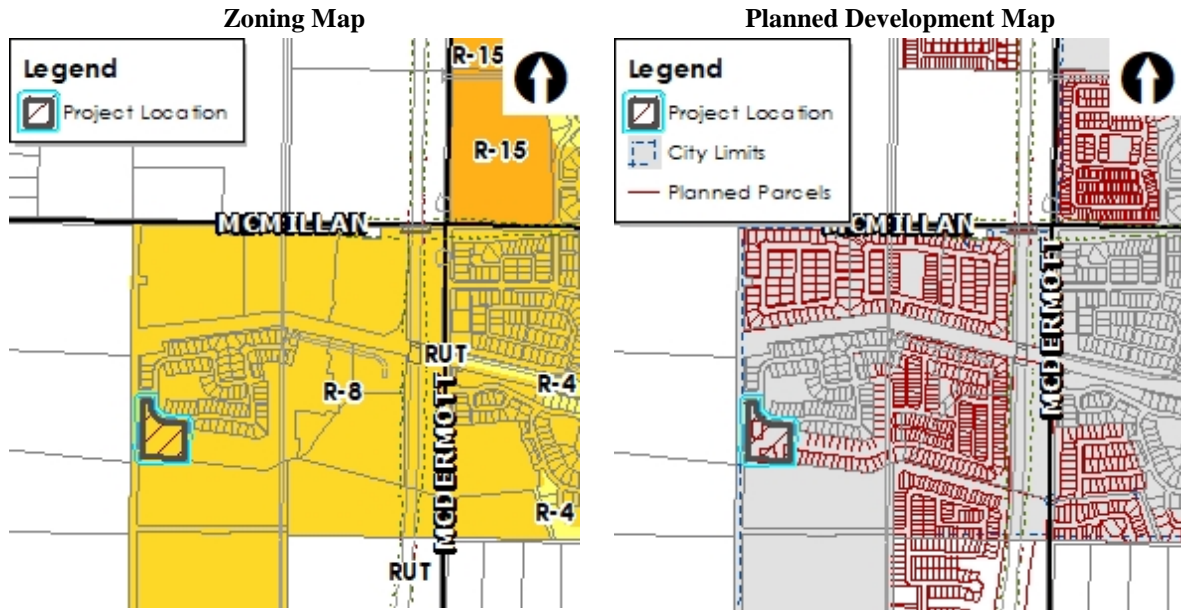 Zoning Map
Legend
Project Location
R-15
R-15
MCMILLAN
RUT
R-8
R-4
MCDERMOTT
R-4
RUT
Planned Development Map
Legend
Project Location
City Limits
Planned Parcels
MCMILLAN
MCDERMOTT